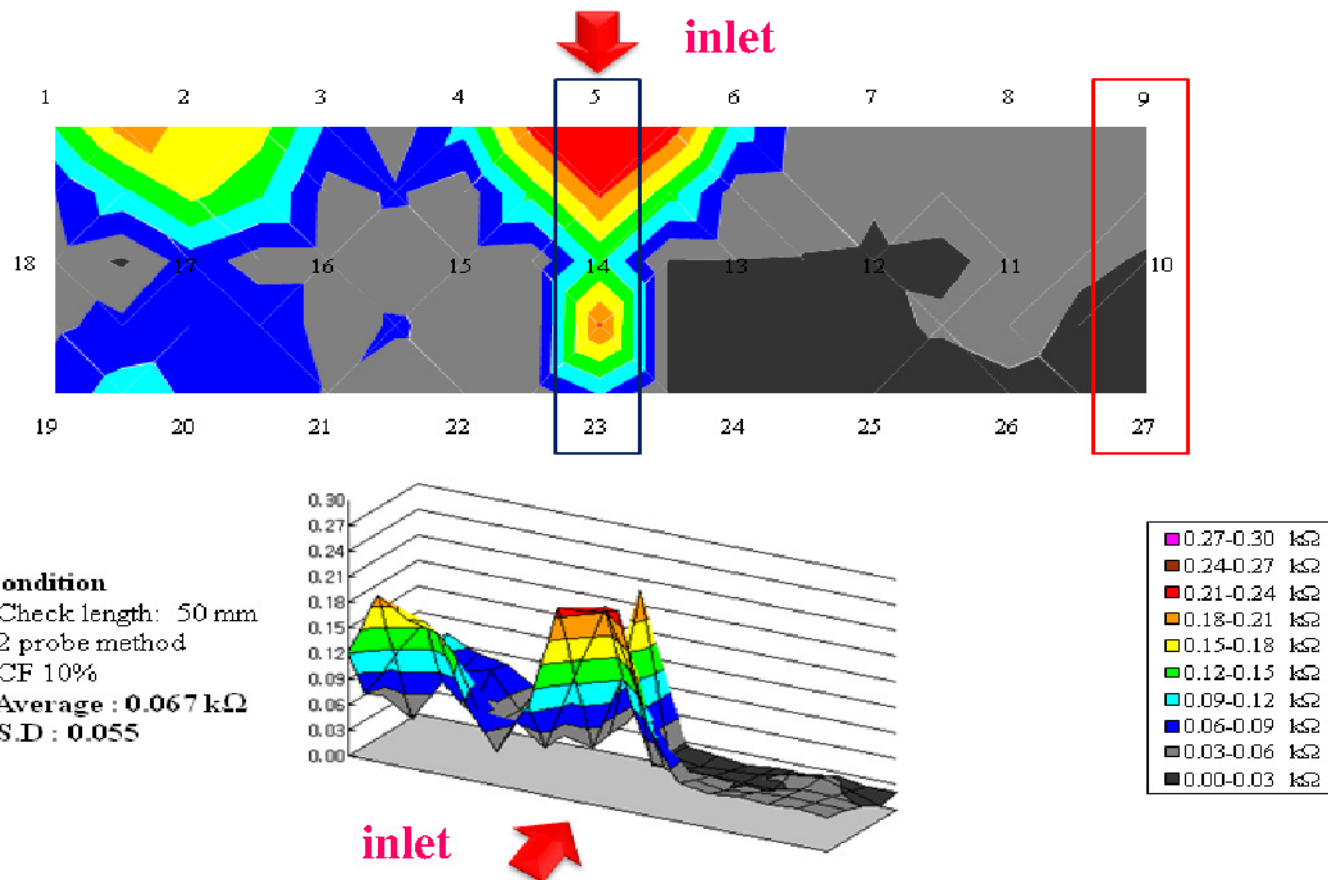 inlet
1 2 3 4 5 6 7 8 9
18 17 16 15 14 13 12 11 10
19 20 21 22 23 24 25 26 27
0.30
0.27
0.24
0.21
0.18
0.15
0.12
0.09
0.06
0.03
0.00
ondition
Check length: 50 mm
2 probe method
CF 10%
Average : 0.067 kΩ
S.D : 0.055
inlet
0.27-0.30 kΩ
0.24-0.27 kΩ
0.21-0.24 kΩ
0.18-0.21 kΩ
0.15-0.18 kΩ
0.12-0.15 kΩ
0.09-0.12 kΩ
0.06-0.09 kΩ
0.03-0.06 kΩ
0.00-0.03 kΩ